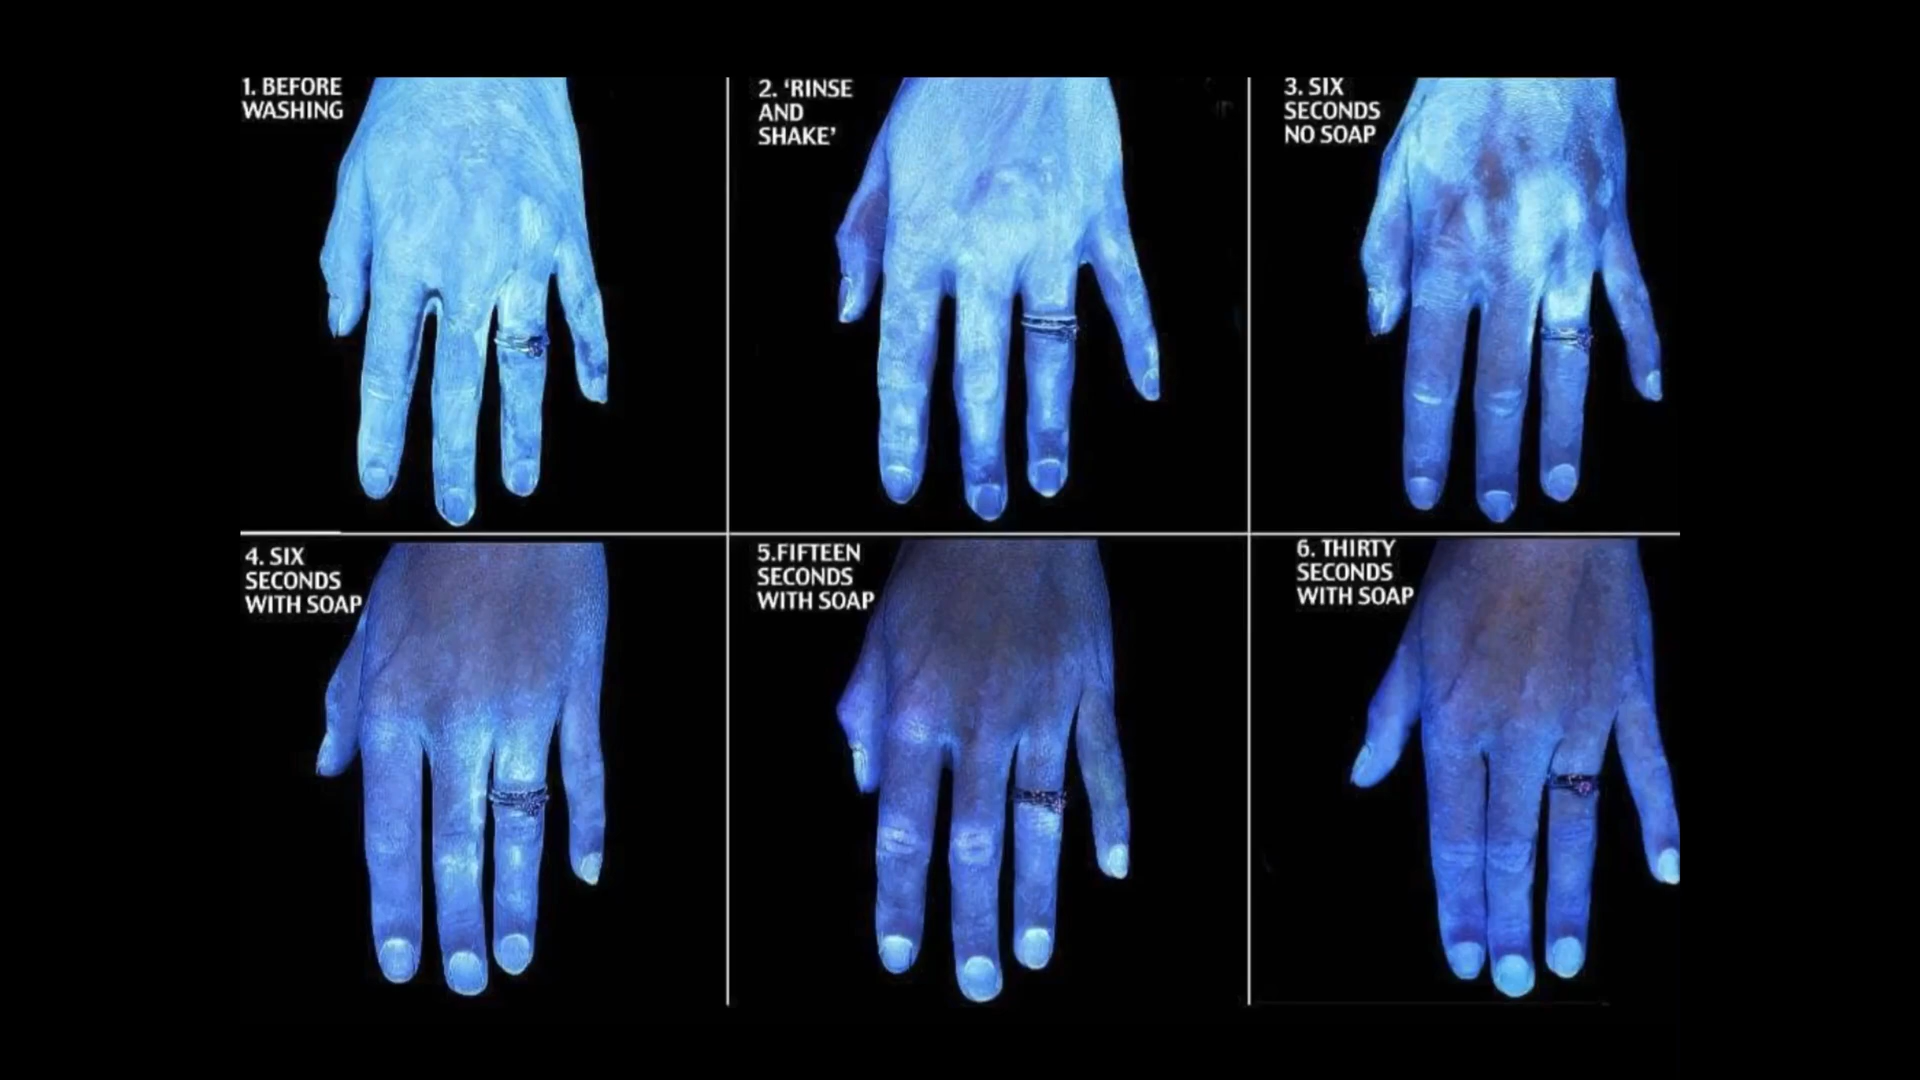 1. BEFORE
WASHING
2. ‘RINSE
AND
SHAKE’
3. SIX
SECONDS
NO SOAP
4. SIX
SECONDS
WITH SOAP
5.FIFTEEN
SECONDS
WITH SOAP
6. THIRTY
SECONDS
WITH SOAP